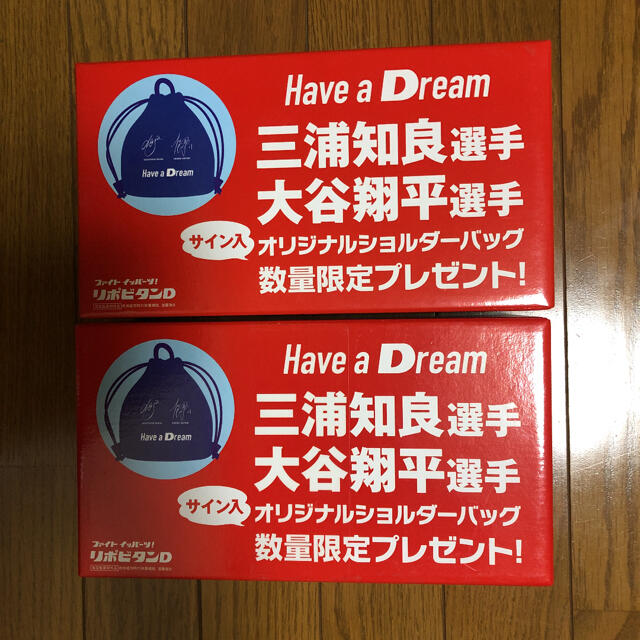 Have a Dream
三浦知良選手
大谷翔平選手
サイン入
オリジナルショルダーバッグ
数量限定プレゼント!
Have a Dream
ファイト イッパーツ!
リポビタンD
Have a Dream
三浦知良選手
大谷翔平選手
サイン入
オリジナルショルダーバッグ
数量限定プレゼント!
Have a Dream
ファイト イッパーツ!
リポビタンD